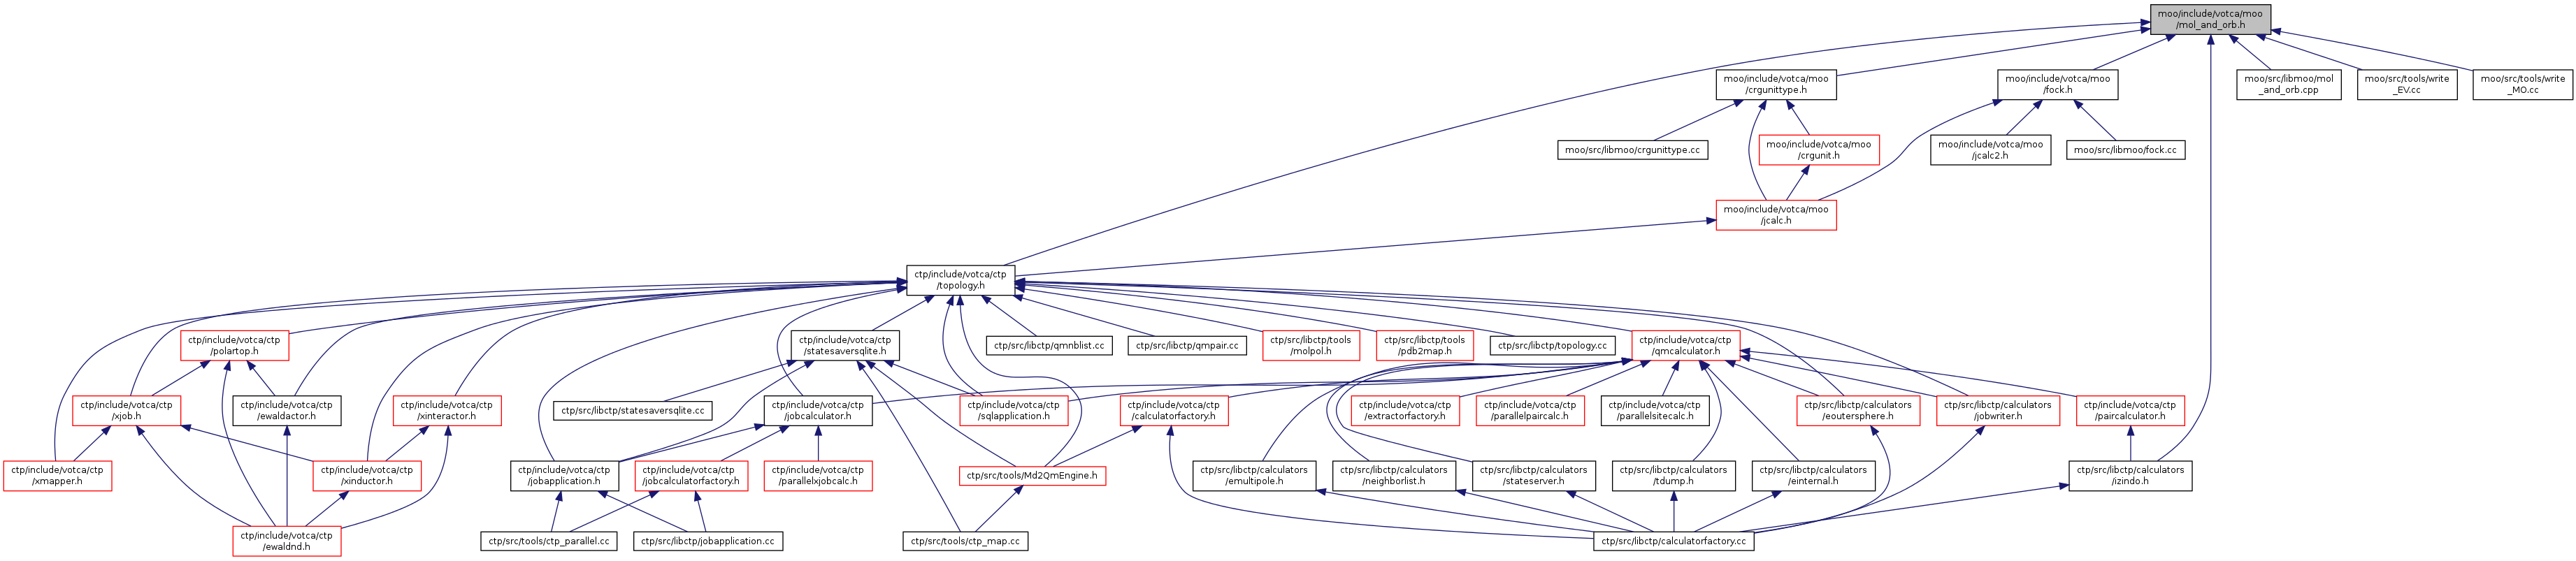 moo/include/votca/moo
/mol_and_orb.h
moo/include/votca/moo
/crgunittype.h
moo/include/votca/moo
/fock.h
moo/src/libmoo/mol
_and_orb.cpp
moo/src/tools/write
_EV.cc
moo/src/tools/write
_MO.cc
moo/src/libmoo/crgunittype.cc
moo/include/votca/moo
/crgunit.h
moo/include/votca/moo
/jcalc2.h
moo/src/libmoo/fock.cc
moo/include/votca/moo
/jcalc.h
ctp/include/votca/ctp
/topology.h
ctp/include/votca/ctp
/polartop.h
ctp/include/votca/ctp
/statesaversqlite.h
ctp/src/libctp/qmnblist.cc
ctp/src/libctp/qmpair.cc
ctp/src/libctp/tools
/molpol.h
ctp/src/libctp/tools
/pdb2map.h
ctp/src/libctp/topology.cc
ctp/include/votca/ctp
/qmcalculator.h
ctp/include/votca/ctp
/xjob.h
ctp/include/votca/ctp
/ewaldactor.h
ctp/include/votca/ctp
/xinteractor.h
ctp/src/libctp/statesaversqlite.cc
ctp/include/votca/ctp
/jobcalculator.h
ctp/include/votca/ctp
/sqlapplication.h
ctp/include/votca/ctp
/calculatorfactory.h
ctp/include/votca/ctp
/extractorfactory.h
ctp/include/votca/ctp
/parallelpaircalc.h
ctp/include/votca/ctp
/parallelsitecalc.h
ctp/src/libctp/calculators
/eoutersphere.h
ctp/src/libctp/calculators
/jobwriter.h
ctp/include/votca/ctp
/paircalculator.h
ctp/include/votca/ctp
/xmapper.h
ctp/include/votca/ctp
/xinductor.h
ctp/include/votca/ctp
/jobapplication.h
ctp/include/votca/ctp
/jobcalculatorfactory.h
ctp/include/votca/ctp
/parallelxjobcalc.h
ctp/src/tools/Md2QmEngine.h
ctp/src/libctp/calculators
/emultipole.h
ctp/src/libctp/calculators
/neighborlist.h
ctp/src/libctp/calculators
/stateserver.h
ctp/src/libctp/calculators
/tdump.h
ctp/src/libctp/calculators
/einternal.h
ctp/src/libctp/calculators
/izindo.h
ctp/include/votca/ctp
/ewaldnd.h
ctp/src/tools/ctp_parallel.cc
ctp/src/libctp/jobapplication.cc
ctp/src/tools/ctp_map.cc
ctp/src/libctp/calculatorfactory.cc